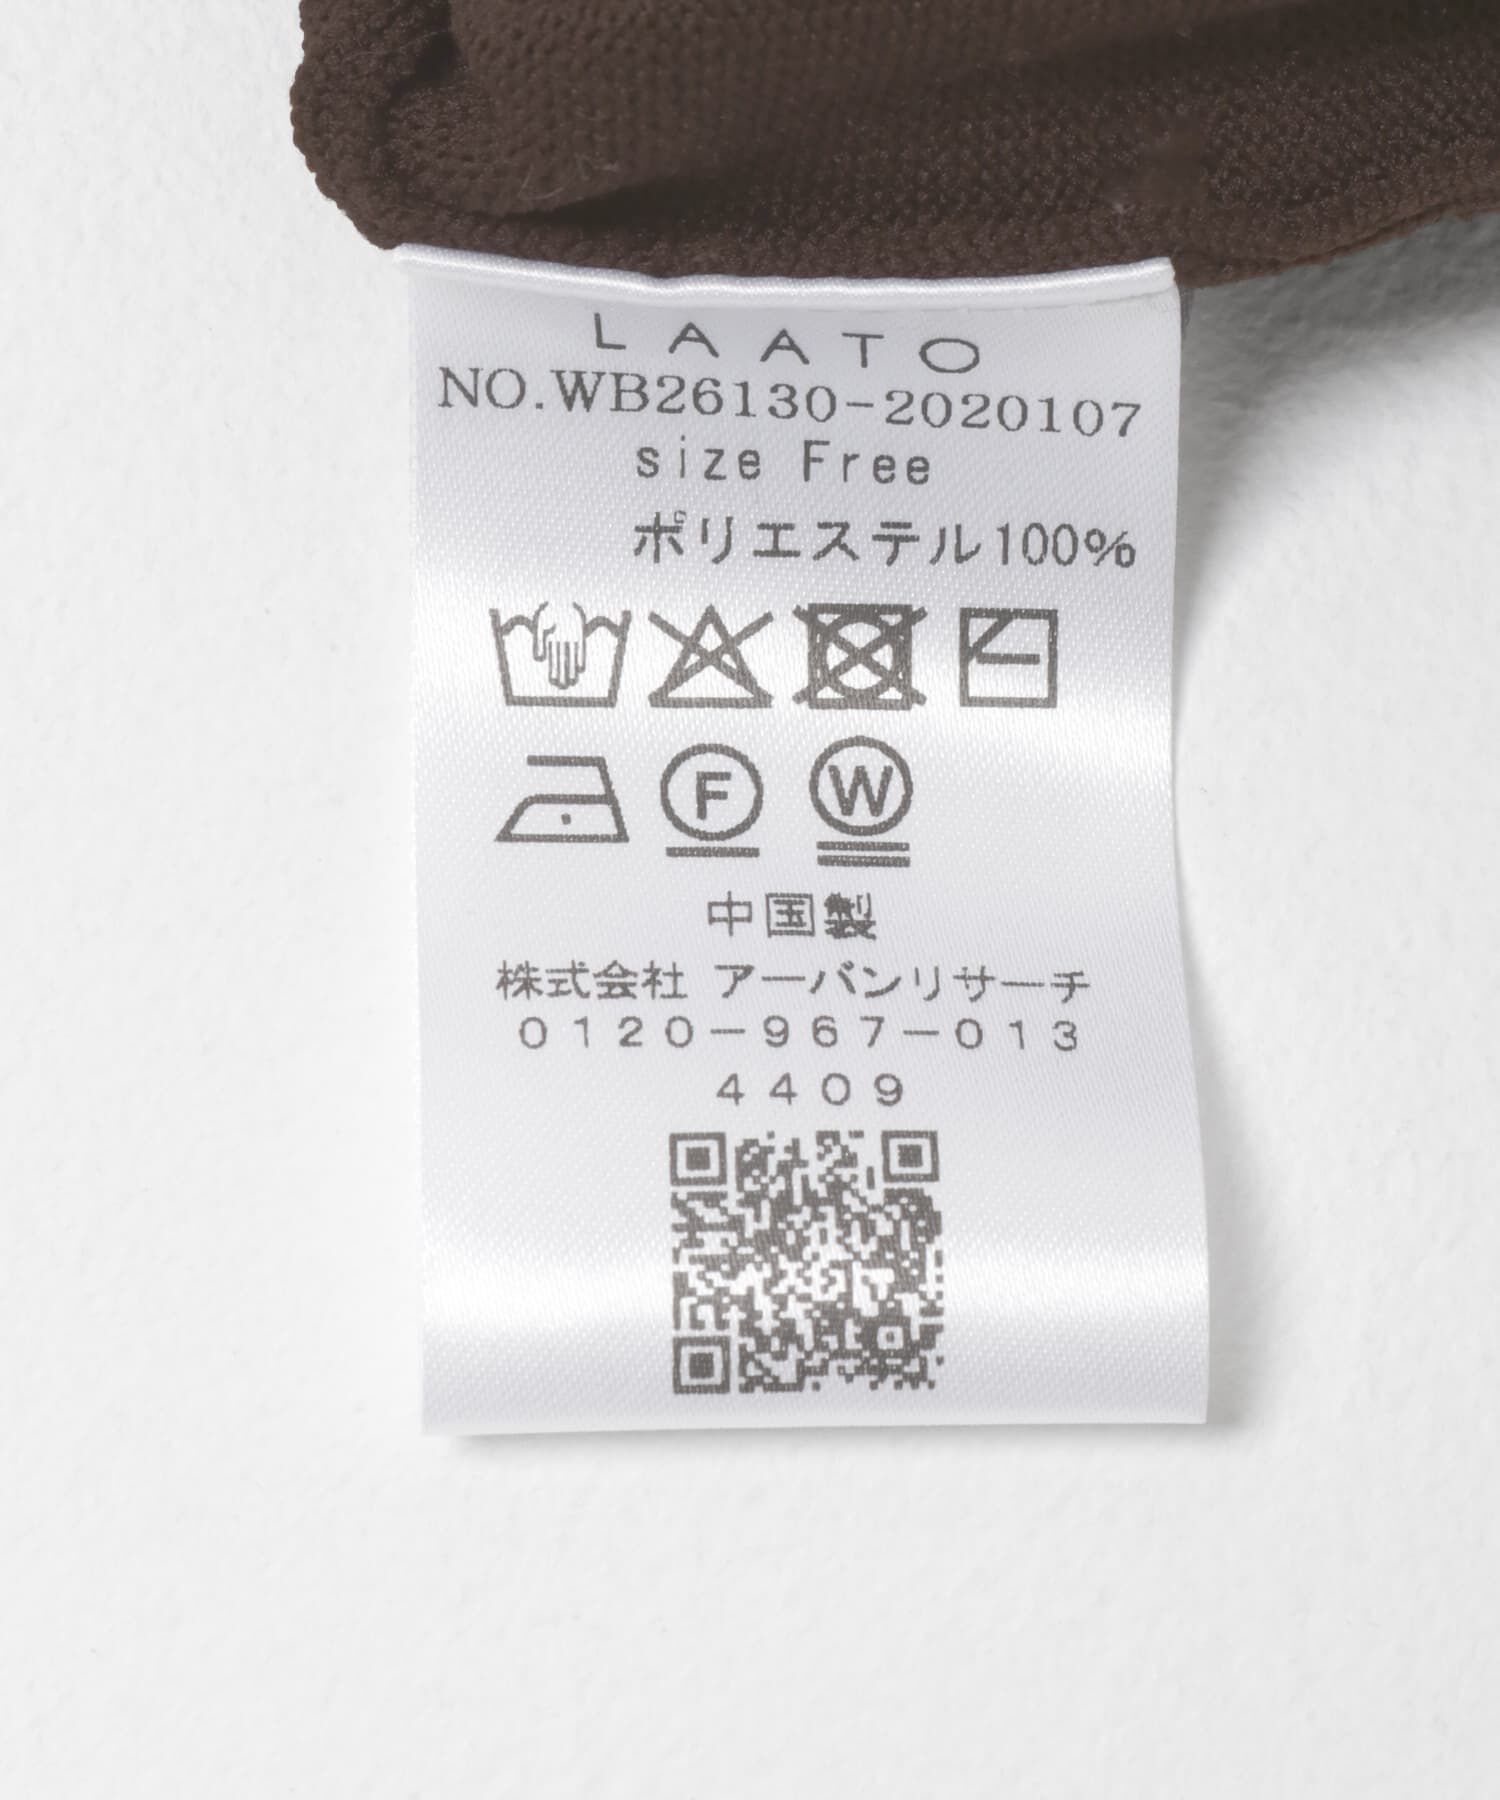 LAATO
NO.WB26130-2020107
size Free
ポリエステル100%
F W
中国製
株式会社 アーバンリサーチ
0120-967-013
4409